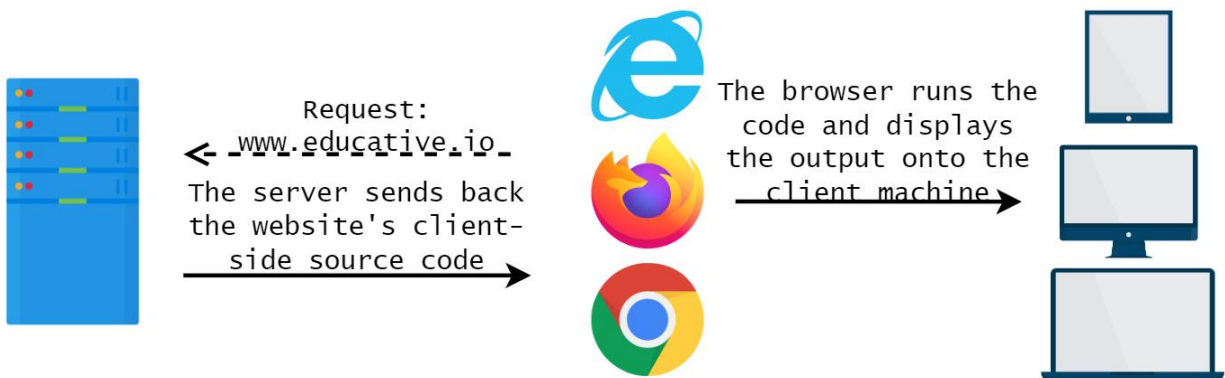 Request:
www.educative.io
The server sends back
the website's client-
side source code
The browser runs the
code and displays
the output onto the
client machine